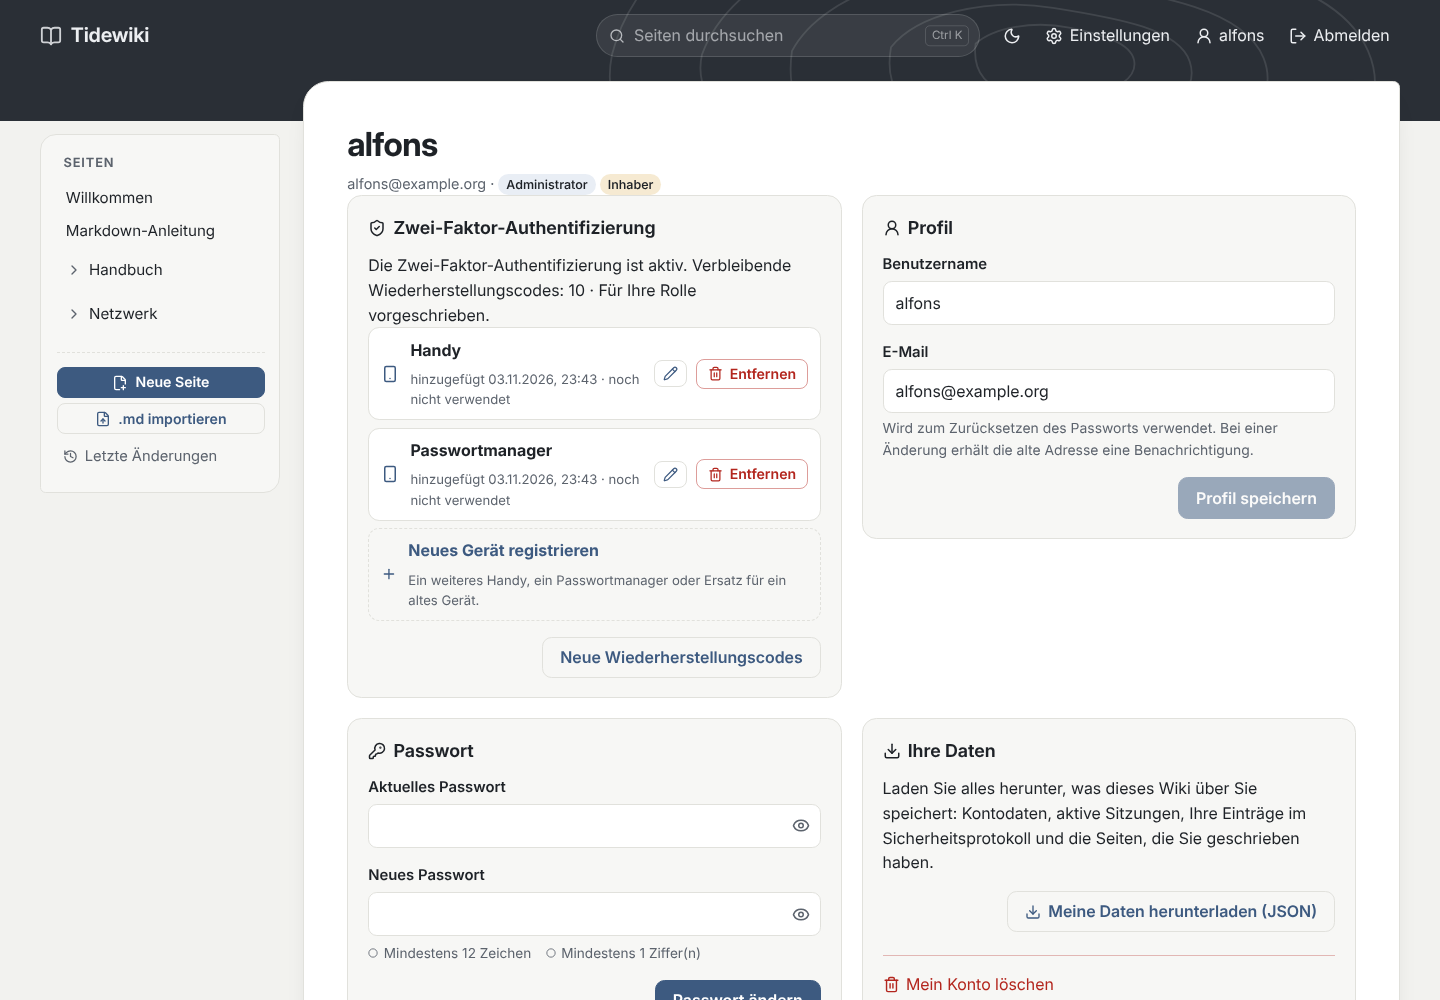 Tidewiki
Seiten durchsuchen
Ctrl K
Einstellungen
alfons
Abmelden
SEITEN
Willkommen
Markdown-Anleitung
Handbuch
Netzwerk
Neue Seite
.md importieren
Letzte Änderungen
alfons
alfons@example.org · Administrator Inhaber
Zwei-Faktor-Authentifizierung
Die Zwei-Faktor-Authentifizierung ist aktiv. Verbleibende
Wiederherstellungscodes: 10 · Für Ihre Rolle
vorgeschrieben.
Handy
hinzugefügt 03.11.2026, 23:43 · noch
nicht verwendet
Entfernen
Passwortmanager
hinzugefügt 03.11.2026, 23:43 · noch
nicht verwendet
Entfernen
Neues Gerät registrieren
Ein weiteres Handy, ein Passwortmanager oder Ersatz für ein
altes Gerät.
Neue Wiederherstellungscodes
Profil
Benutzername
alfons
E-Mail
alfons@example.org
Wird zum Zurücksetzen des Passworts verwendet. Bei einer
Änderung erhält die alte Adresse eine Benachrichtigung.
Profil speichern
Passwort
Aktuelles Passwort
Neues Passwort
Mindestens 12 Zeichen
Mindestens 1 Ziffer(n)
Passwort ändern
Ihre Daten
Laden Sie alles herunter, was dieses Wiki über Sie
speichert: Kontodaten, aktive Sitzungen, Ihre Einträge im
Sicherheitsprotokoll und die Seiten, die Sie geschrieben
haben.
Meine Daten herunterladen (JSON)
Mein Konto löschen